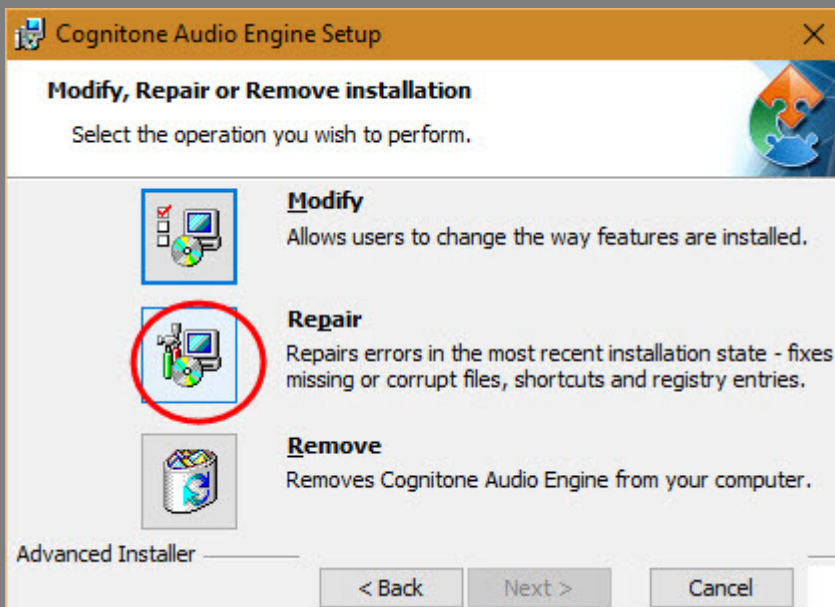 Cognitone Audio Engine Setup
Modify, Repair or Remove installation
Select the operation you wish to perform.
Modify
Allows users to change the way features are installed.
Repair
Repairs errors in the most recent installation state - fixes
missing or corrupt files, shortcuts and registry entries.
Remove
Removes Cognitone Audio Engine from your computer.
Advanced Installer
< Back
Next >
Cancel